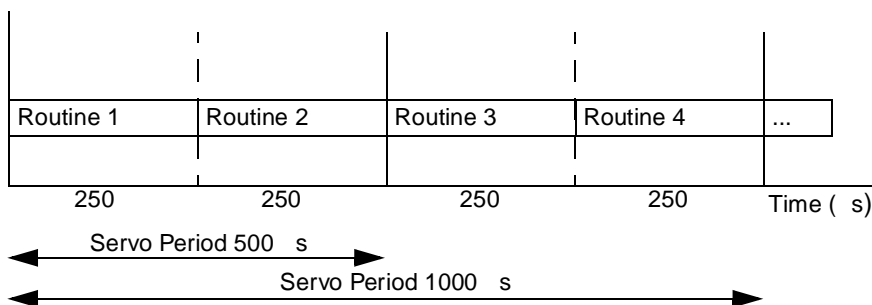 Routine 1 Routine 2 Routine 3 Routine 4 ...
250 250 250 250 Time ( s)
Servo Period 500 s
Servo Period 1000 s